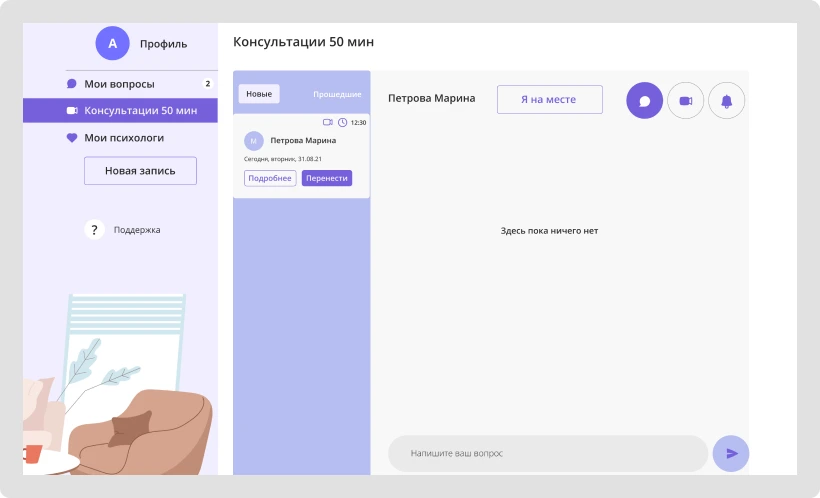 А
Профиль
Мои вопросы
2
Консультации 50 мин
Мои психологи
Новая запись
?
Поддержка
Консультации 50 мин
Новые
Прошедшие
12:30
М
Петрова Марина
Сегодня, вторник, 31.08.21
Подробнее
Перенести
Петрова Марина
Я на месте
Здесь пока ничего нет
Напишите ваш вопрос